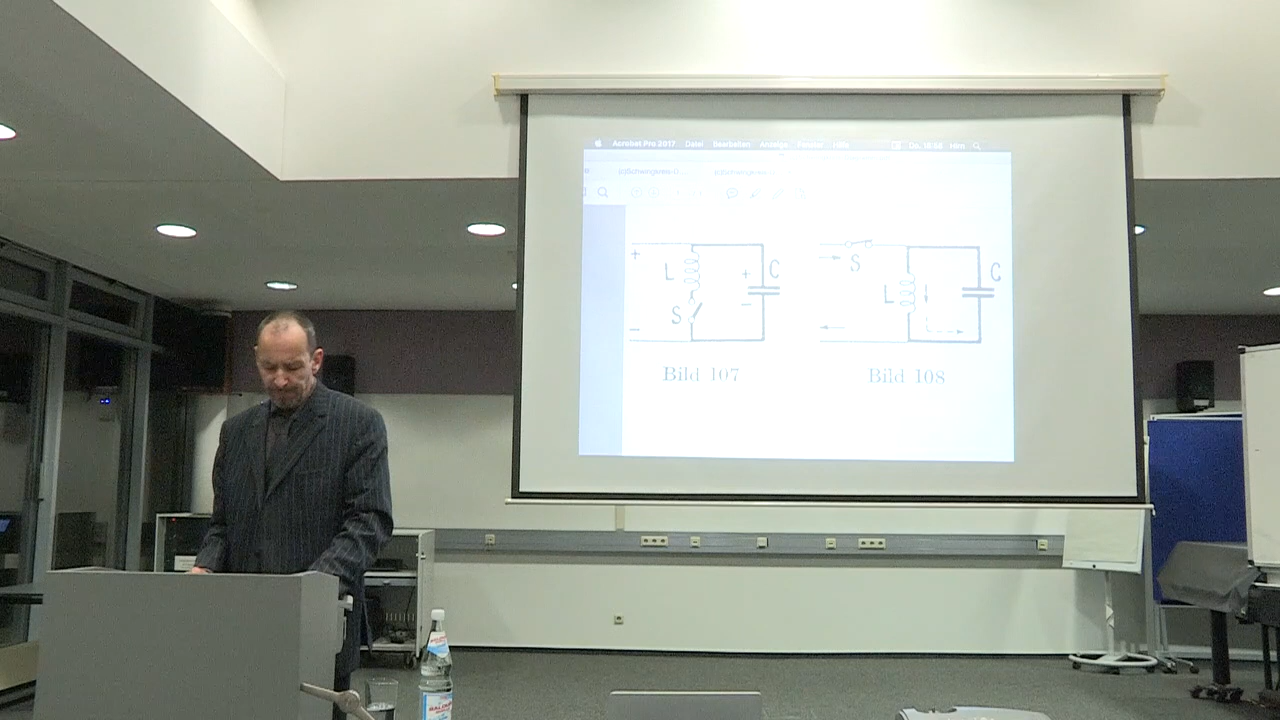 Acrobat Pro 2017 Datei Bearbeiten Anzeige Fenster Hilfe
+ L + C
S
−
−
S C
L
Bild 107
Bild 108